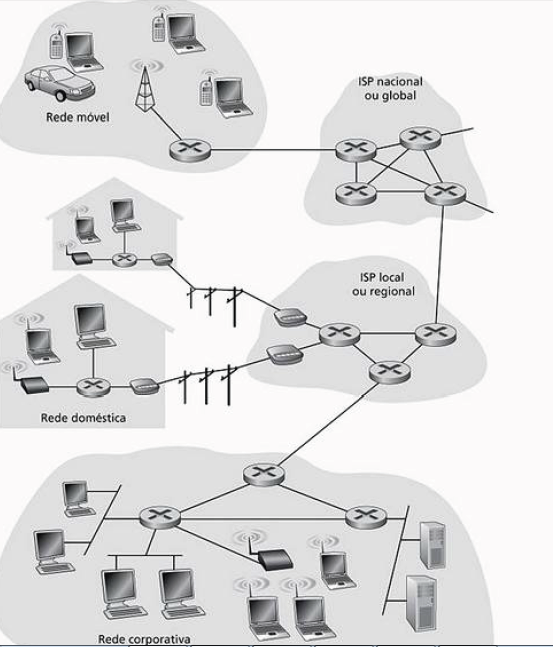 ISP nacional
ou global
Rede móvel
ISP local
ou regional
Rede doméstica
Rede corporativa